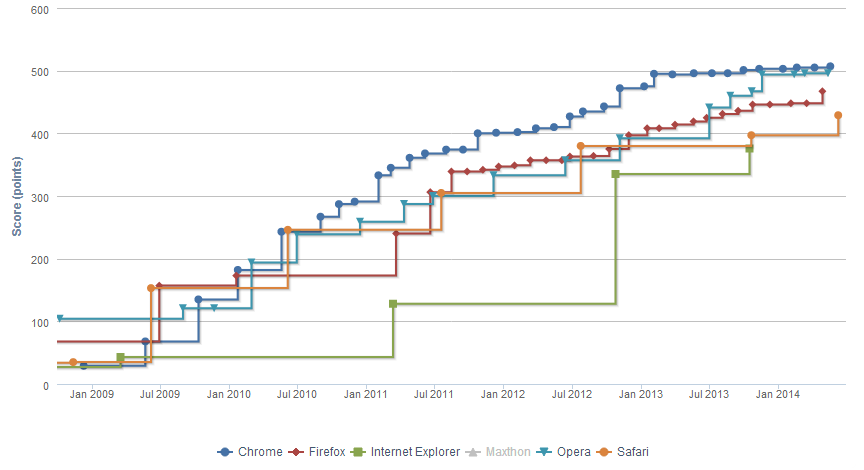 600
500
400
300
200
100
0
Score (points)
Jan 2009 Jul 2009 Jan 2010 Jul 2010 Jan 2011 Jul 2011 Jan 2012 Jul 2012 Jan 2013 Jul 2013 Jan 2014
Chrome Firefox Internet Explorer Maxthon Opera Safari